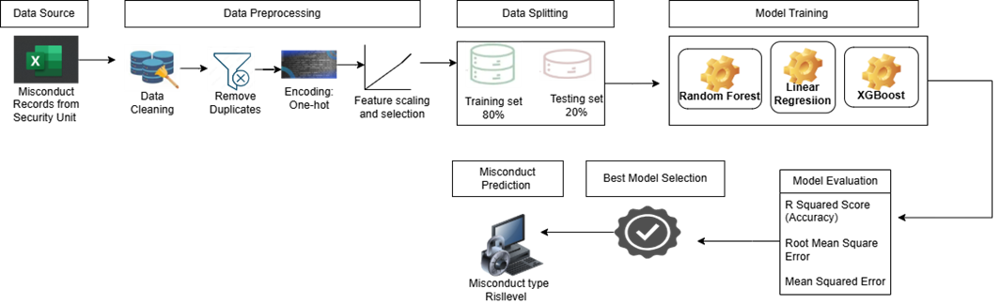 Data Source
Data Preprocessing
Data Splitting
Model Training
X
Misconduct
Records from
Security Unit
Data
Cleaning
Remove
Duplicates
Encoding:
One-hot
Feature scaling
and selection
Training set
80%
Testing set
20%
Random Forest
Linear
Regresiion
XGBoost
Misconduct
Prediction
Best Model Selection
Model Evaluation
R Squared Score
(Accuracy)
Root Mean Square
Error
Mean Squared Error
Misconduct type
Risllevel